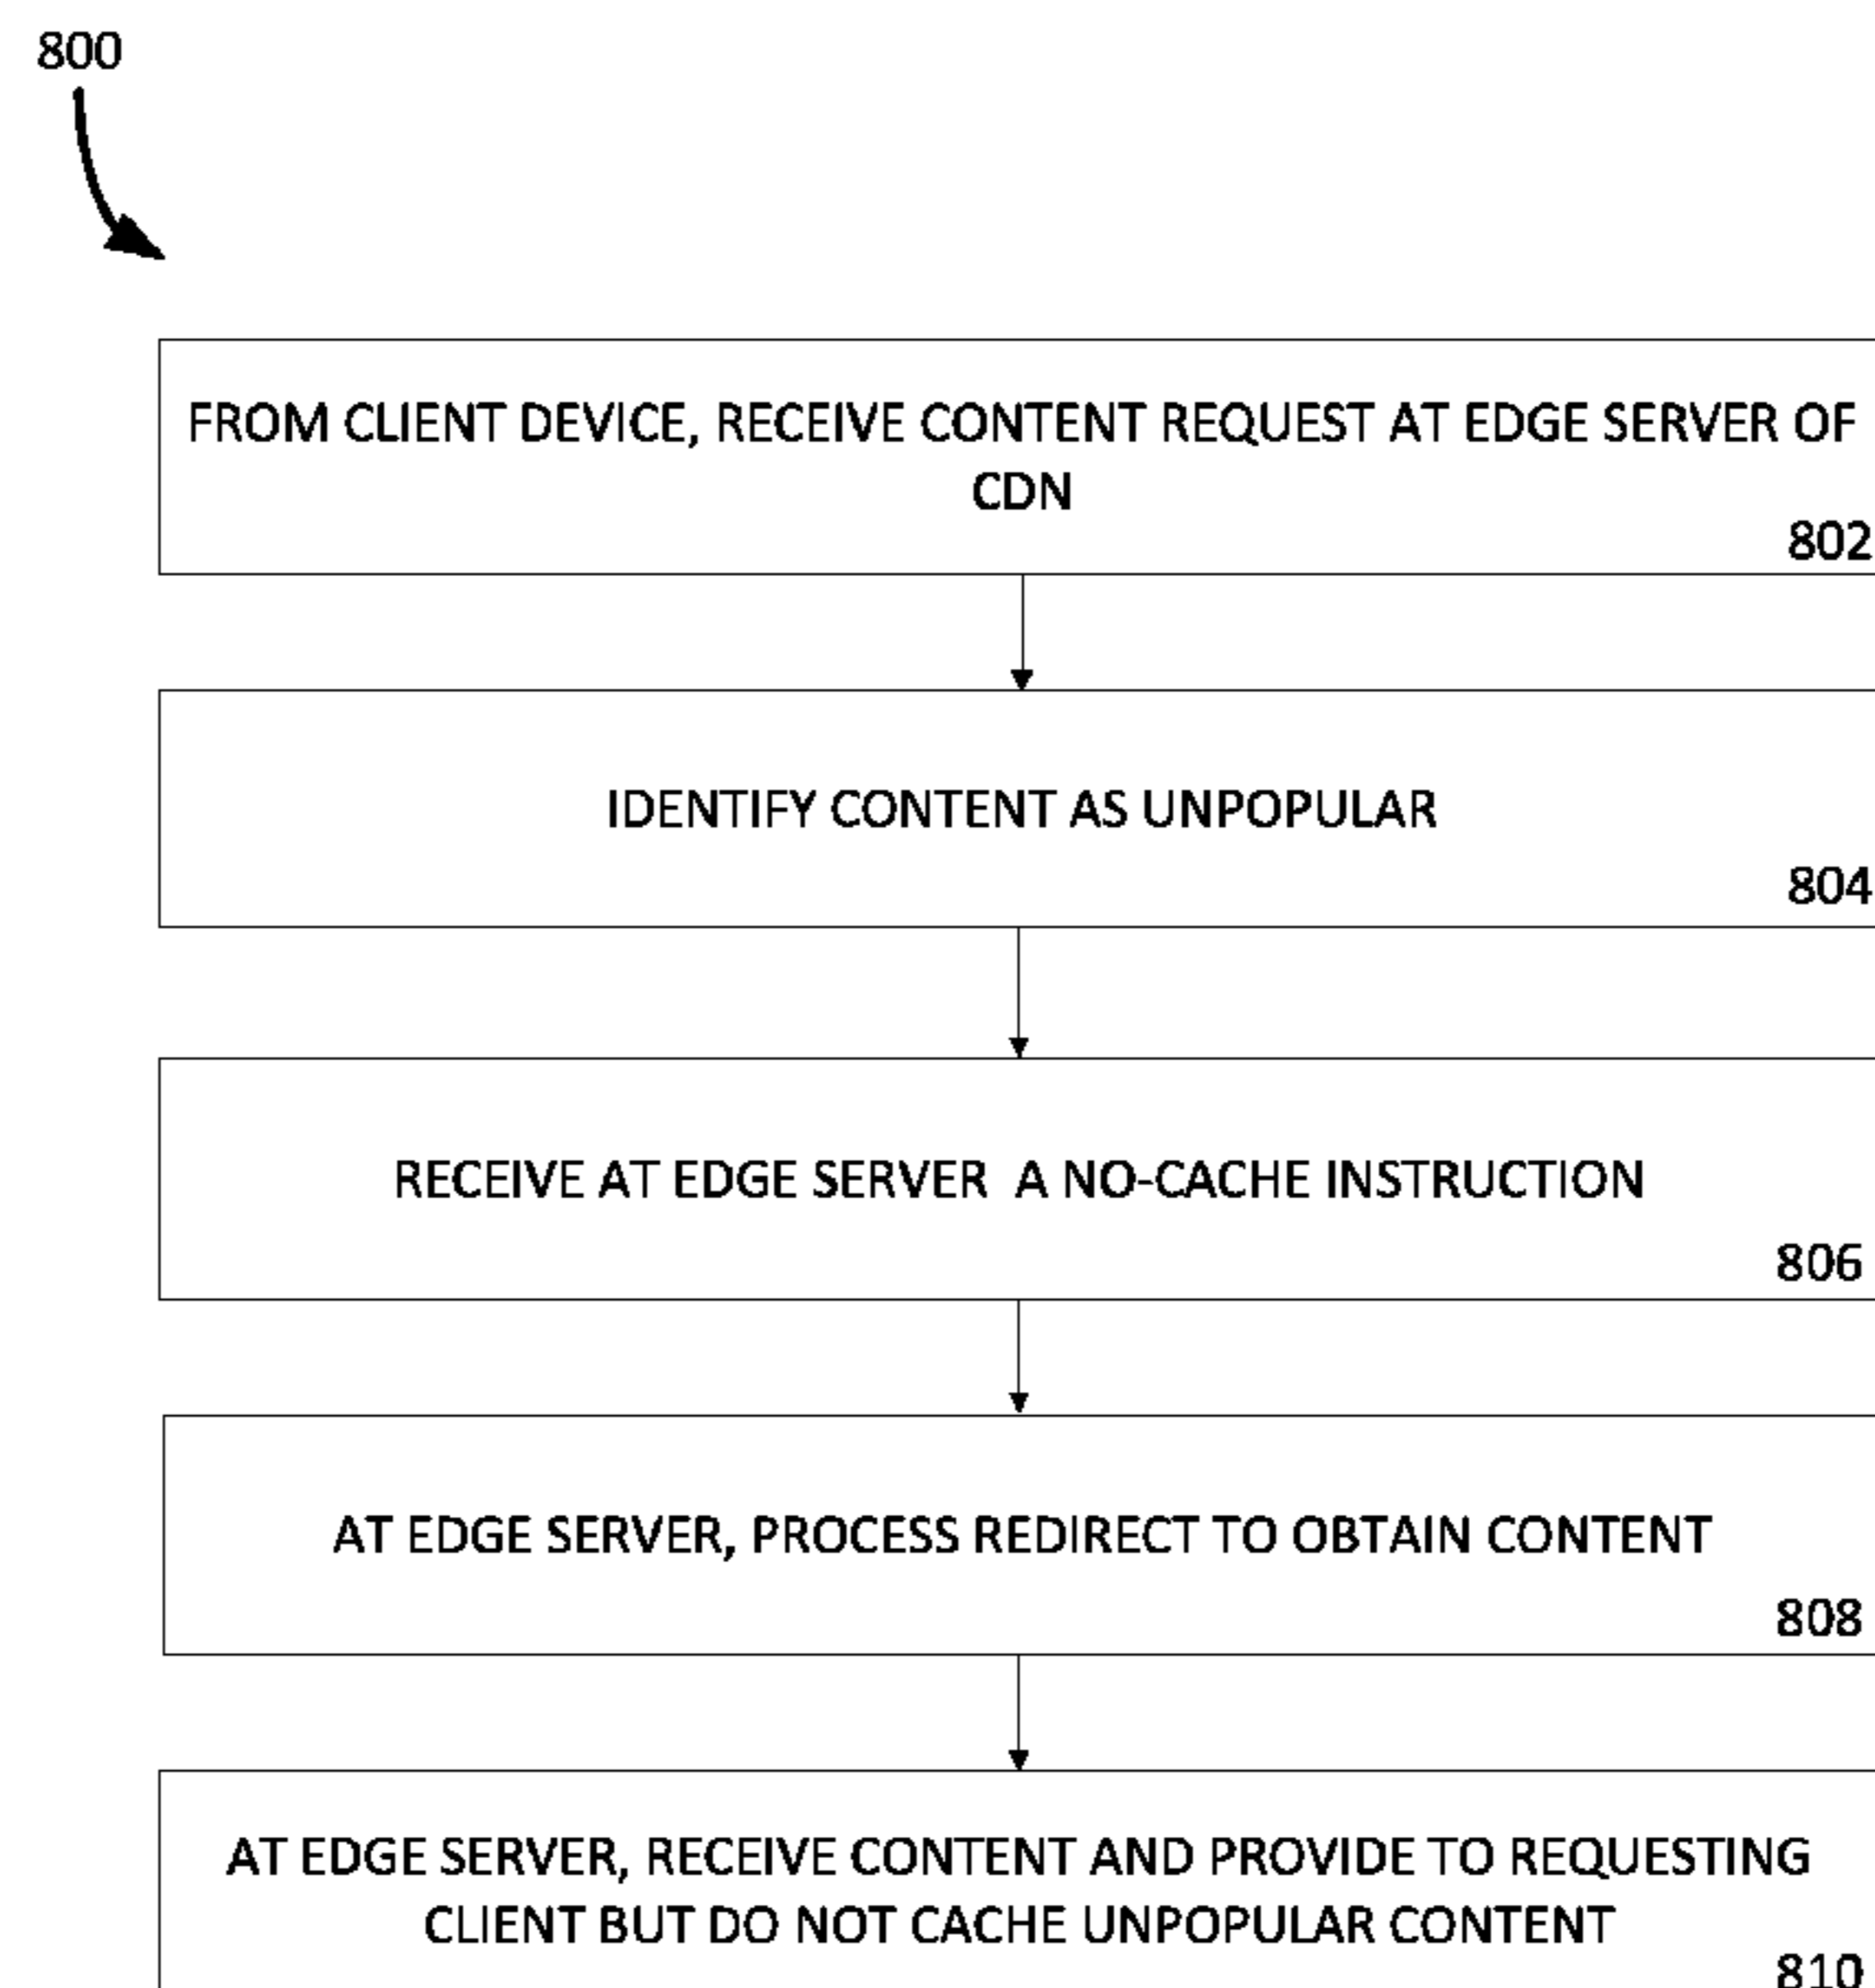 800
FROM CLIENT DEVICE, RECEIVE CONTENT REQUEST AT EDGE SERVER OF
CDN
802
IDENTIFY CONTENT AS UNPOPULAR
804
RECEIVE AT EDGE SERVER A NO-CACHE INSTRUCTION
806
AT EDGE SERVER, PROCESS REDIRECT TO OBTAIN CONTENT
808
AT EDGE SERVER, RECEIVE CONTENT AND PROVIDE TO REQUESTING
CLIENT BUT DO NOT CACHE UNPOPULAR CONTENT
810